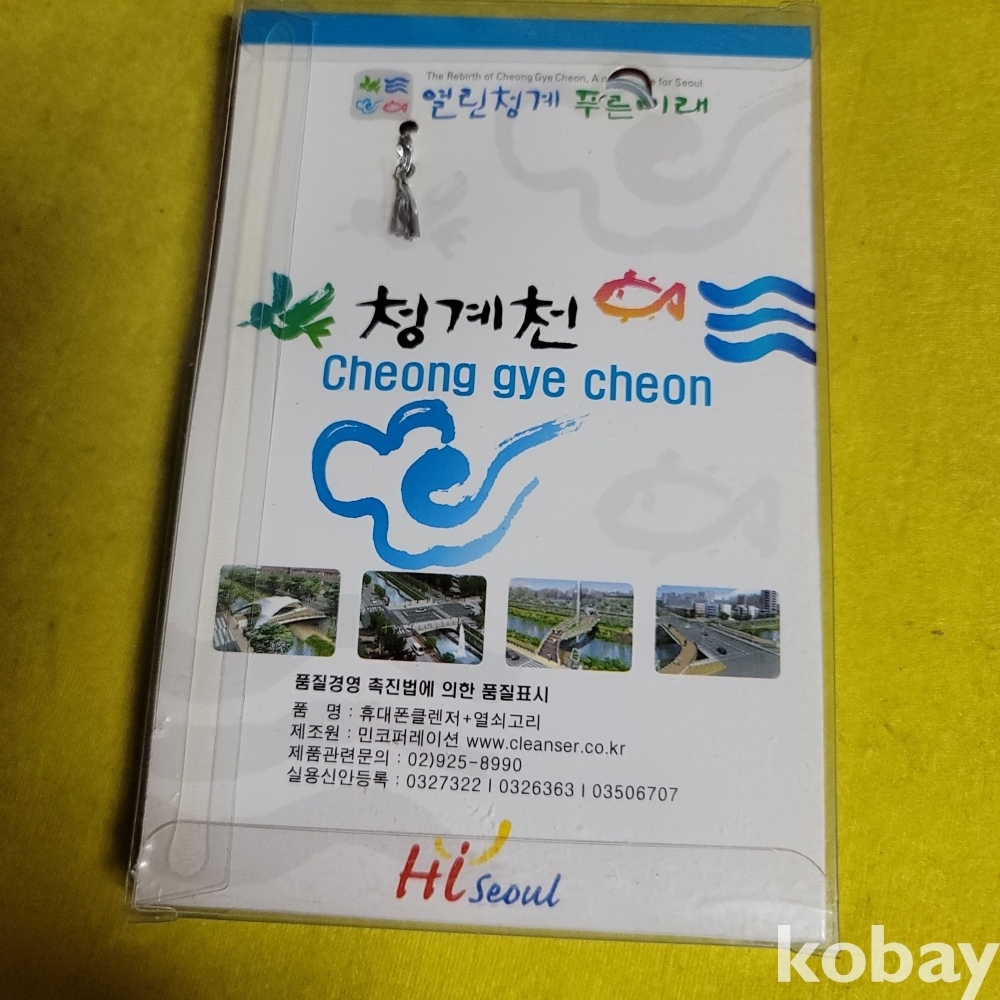 The Rebirth of Cheong Gye Cheon, A n e for Seoul
열린청계 푸른미래
청계천
Cheong gye cheon
품질경영 촉진법에 의한 품질표시
품 명 : 휴대폰클렌저+열쇠고리
제조원 : 민코퍼레이션 www.cleanser.co.kr
제품관련문의 : 02)925-8990
실용신안등록 : 0327322 I 0326363 I 03506707
Hi Seoul
kobay